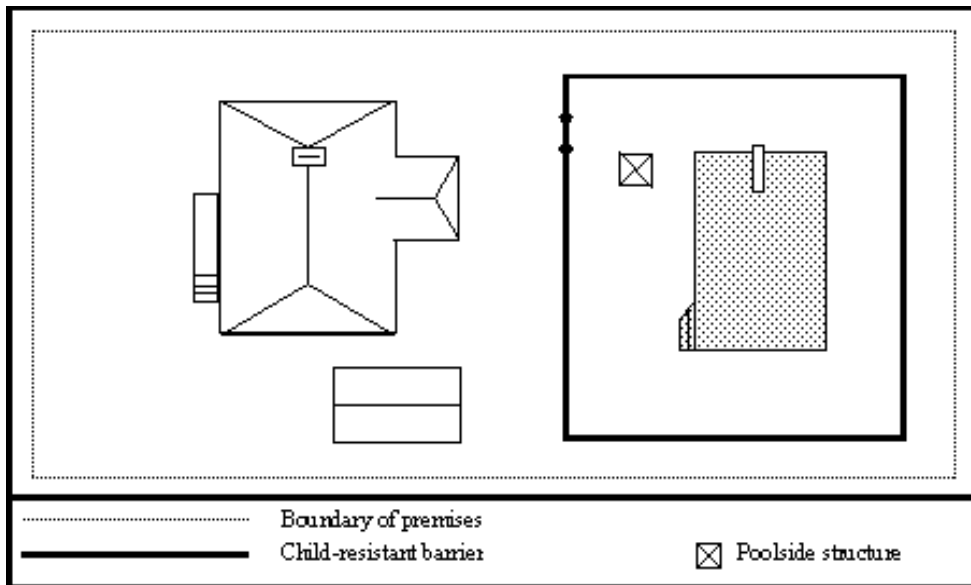 Boundary of premises
Child-resistant barrier
Poolside structure